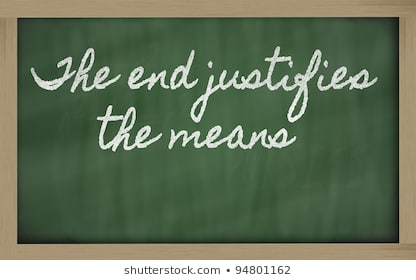 The end justifies
the means
shutterstock.com • 94801162